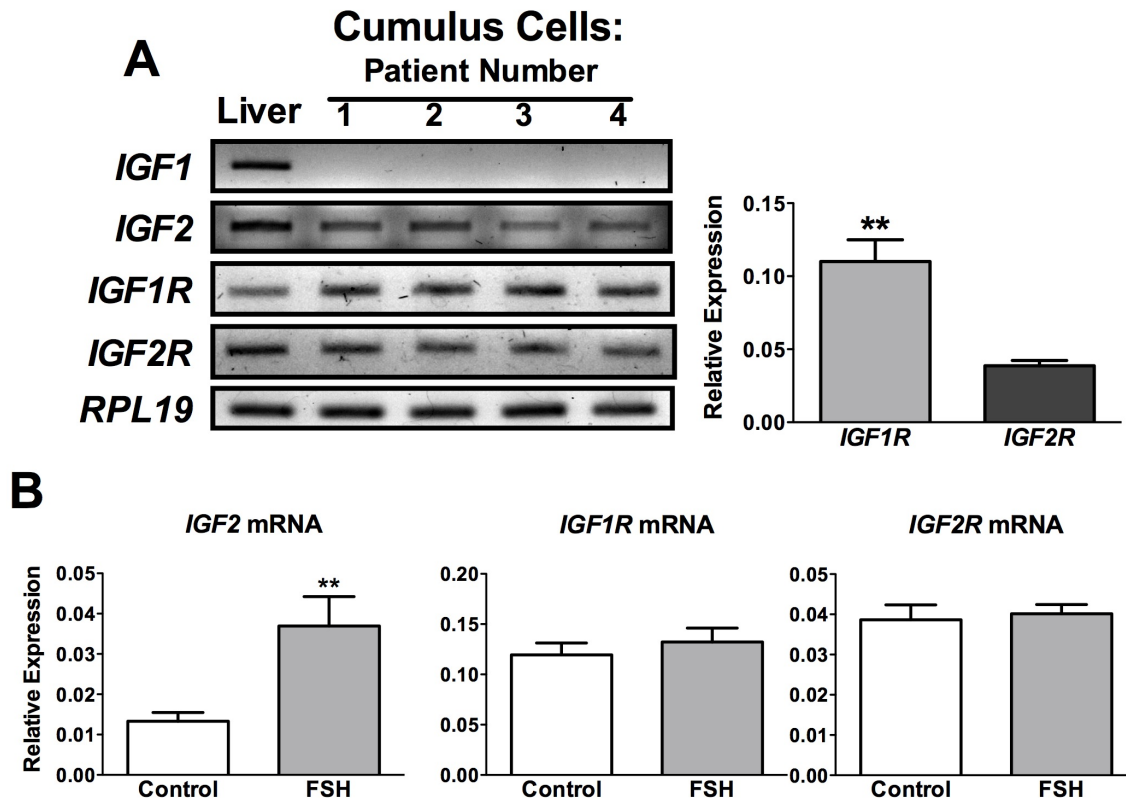 A
Cumulus Cells:
Patient Number
Liver 1 2 3 4
IGF1
IGF2
IGF1R
IGF2R
RPL19
Relative Expression
0.15
0.10
0.05
0.00
**
IGF1R IGF2R
B
IGF2 mRNA
Relative Expression
0.05
0.04
0.03
0.02
0.01
0.00
**
Control FSH
IGF1R mRNA
0.20
0.15
0.10
0.05
0.00
Control FSH
IGF2R mRNA
0.05
0.04
0.03
0.02
0.01
0.00
Control FSH